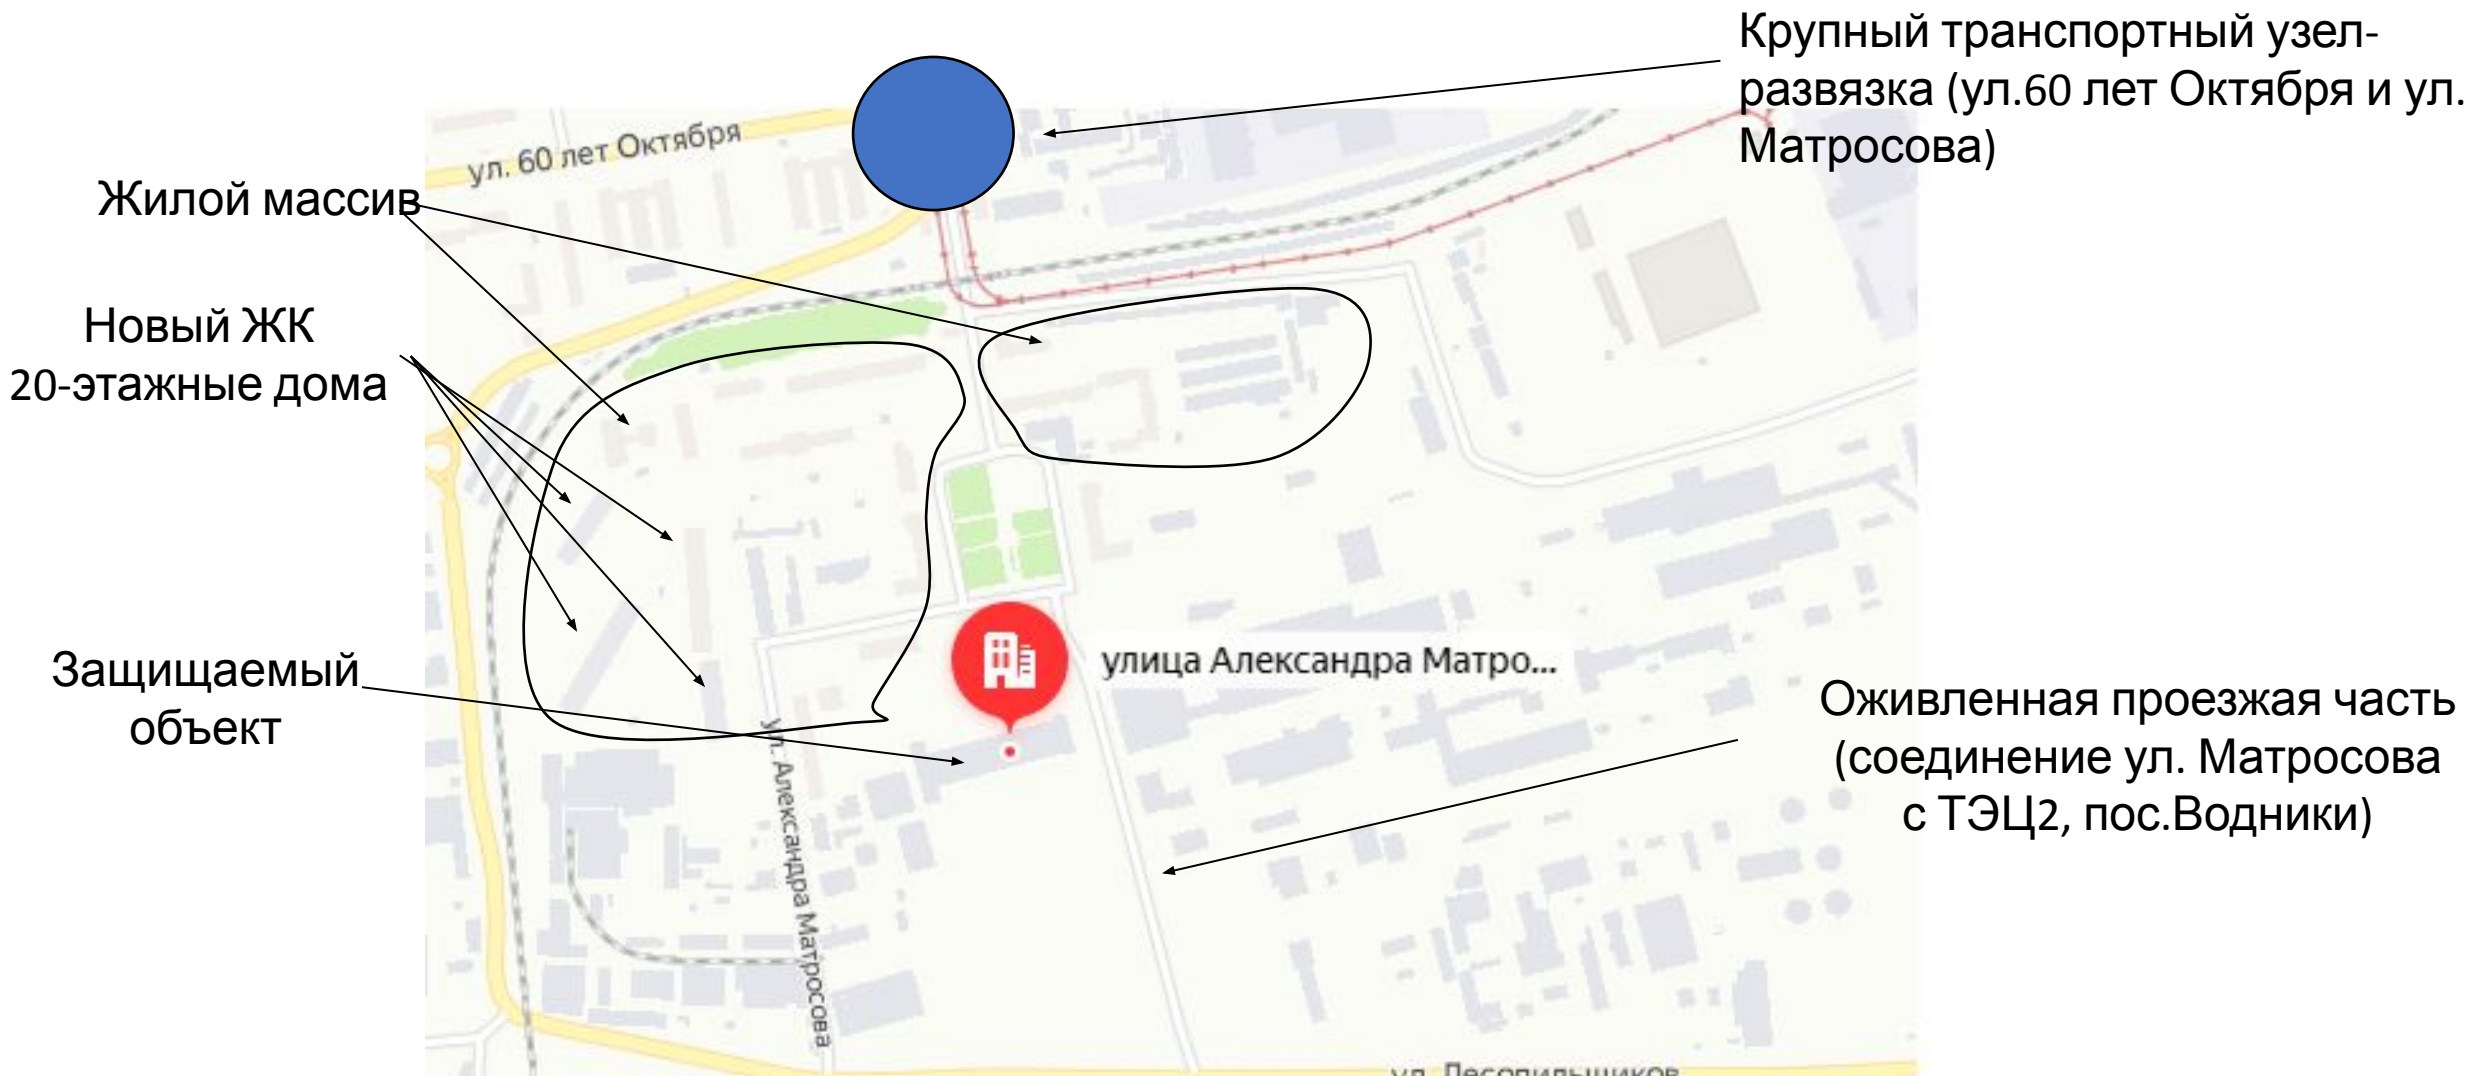 Крупный транспортный узел-
развязка (ул.60 лет Октября и ул.
Матросова)
ул. 60 лет Октября
Жилой массив
Новый ЖК
20-этажные дома
Защищаемый
объект
улица Александра Матро...
Оживленная проезжая часть
(соединение ул. Матросова
с ТЭЦ2, пос.Водники)
ул. Александра Матросова
ул. Лесопильщиков